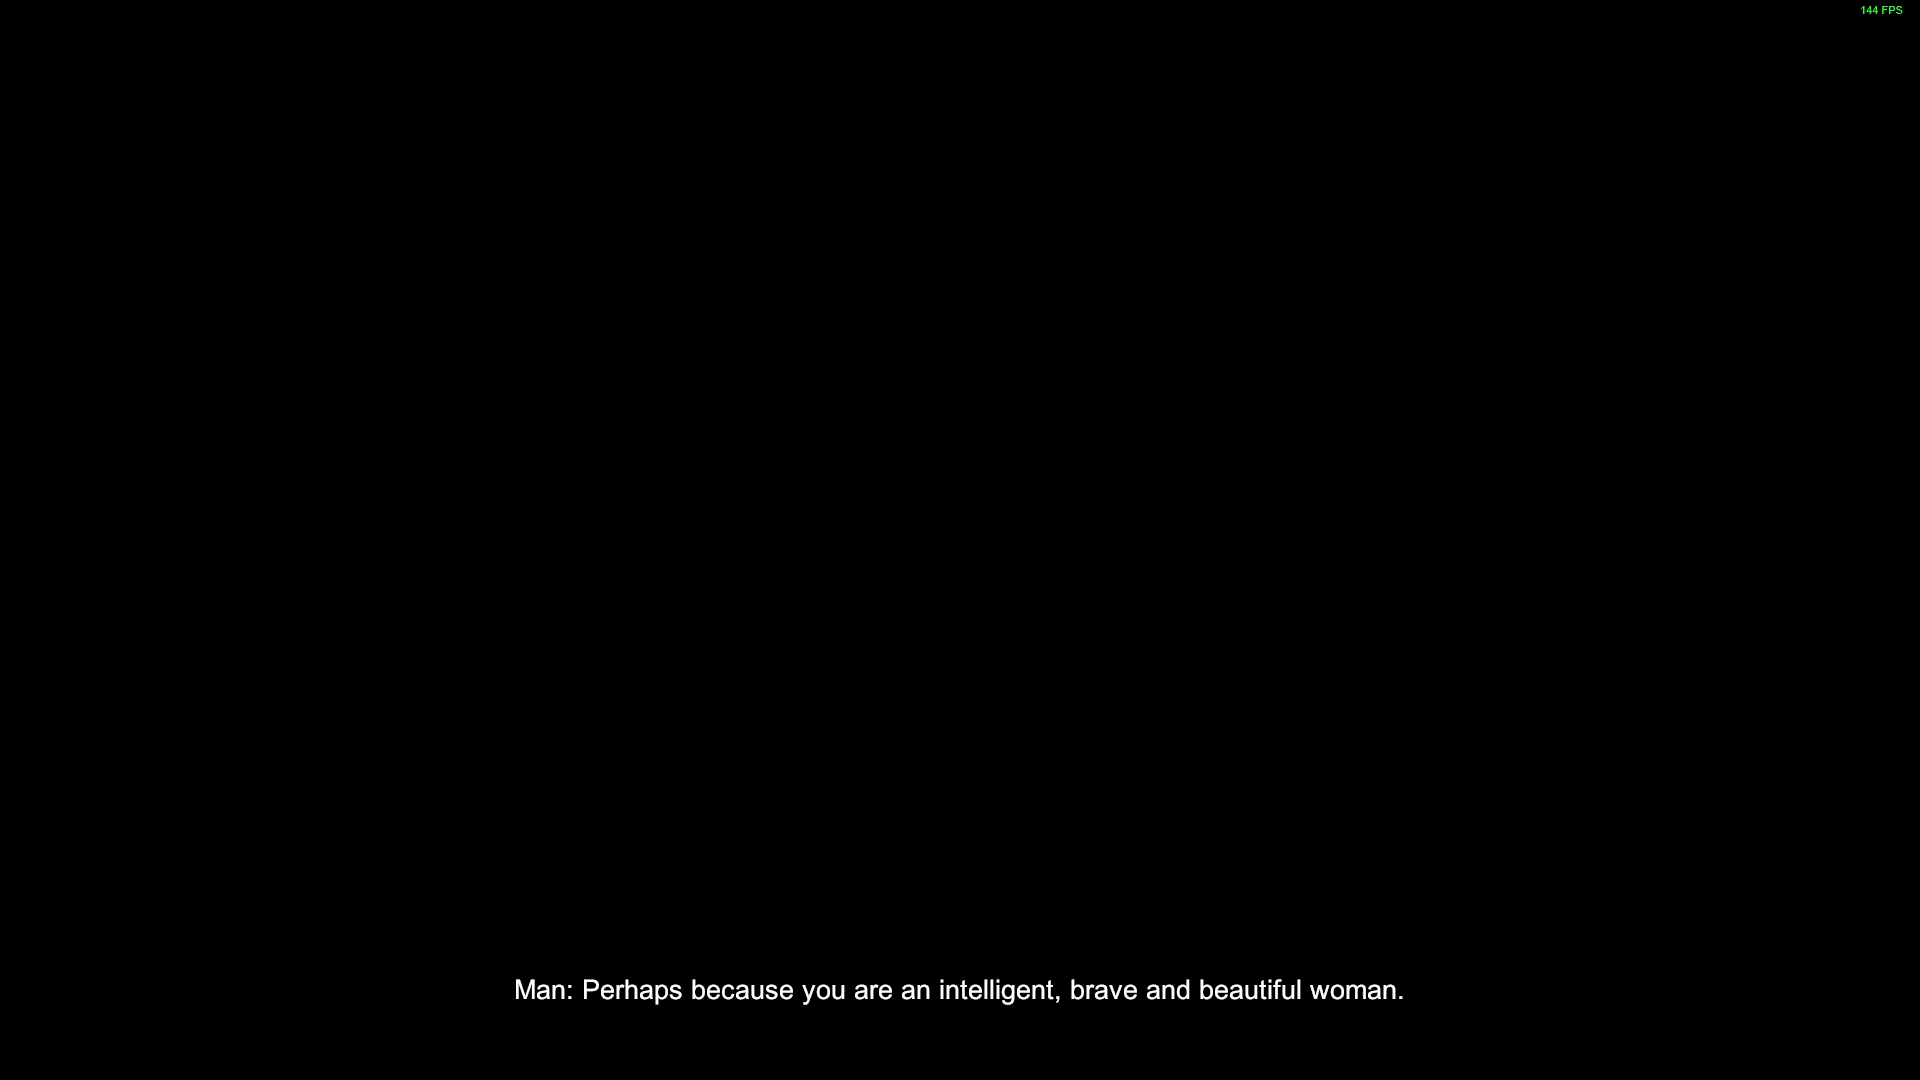 144 FPS
Man: Perhaps because you are an intelligent, brave and beautiful woman.